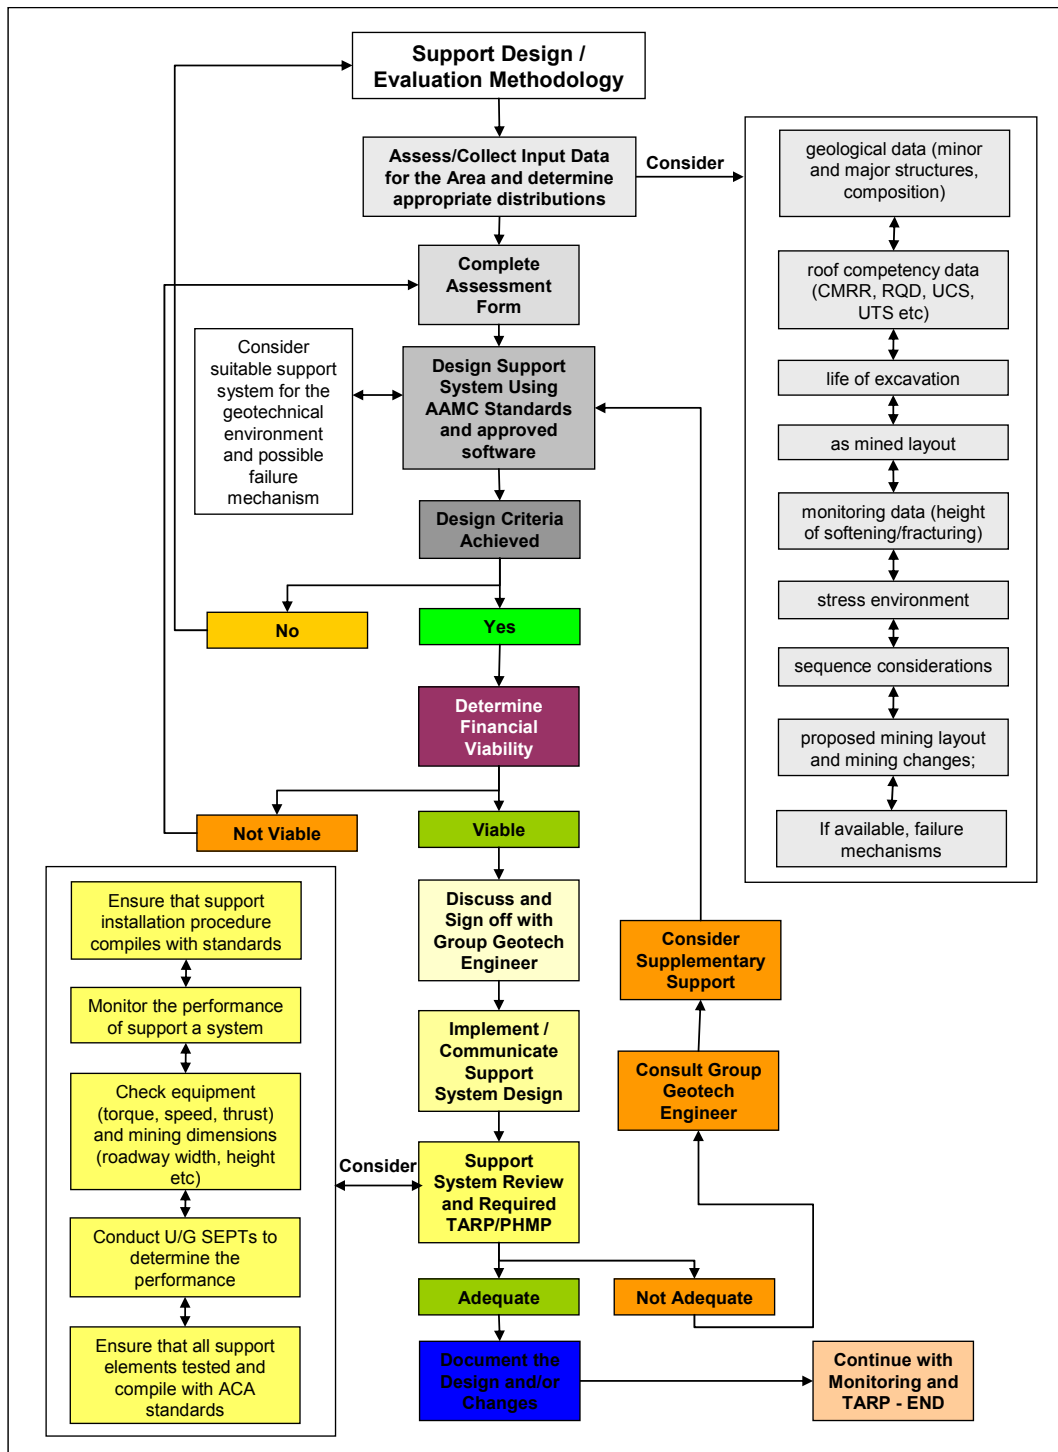 Support Design /
Evaluation Methodology
Assess/Collect Input Data
for the Area and determine
appropriate distributions
Consider
geological data (minor
and major structures,
composition)
roof competency data
(CMRR, RQD, UCS,
UTS etc)
life of excavation
as mined layout
monitoring data (height
of softening/fracturing)
stress environment
sequence considerations
proposed mining layout
and mining changes;
If available, failure
mechanisms
Complete
Assessment
Form
Consider
suitable support
system for the
geotechnical
environment
and possible
failure
mechanism
Design Support
System Using
AAMC Standards
and approved
software
Design Criteria
Achieved
No
Yes
Determine
Financial
Viability
Not Viable
Viable
Discuss and
Sign off with
Group Geotech
Engineer
Implement /
Communicate
Support
System Design
Consider
Support
System Review
and Required
TARP/PHMP
Ensure that support
installation procedure
compiles with standards
Monitor the performance
of support a system
Check equipment
(torque, speed, thrust)
and mining dimensions
(roadway width, height
etc)
Conduct U/G SEPTs to
determine the
performance
Ensure that all support
elements tested and
compile with ACA
standards
Consider
Supplementary
Support
Consult Group
Geotech
Engineer
Adequate
Not Adequate
Document the
Design and/or
Changes
Continue with
Monitoring and
TARP - END